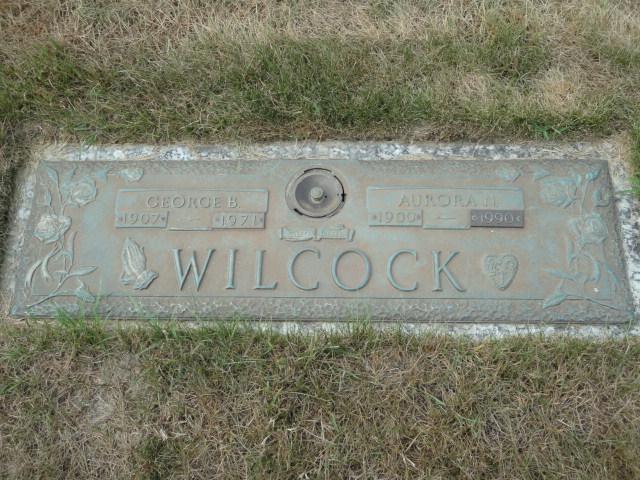 GEORGE B.
1907 — 1971
AURORA N.
1900 — 1990
WILCOCK